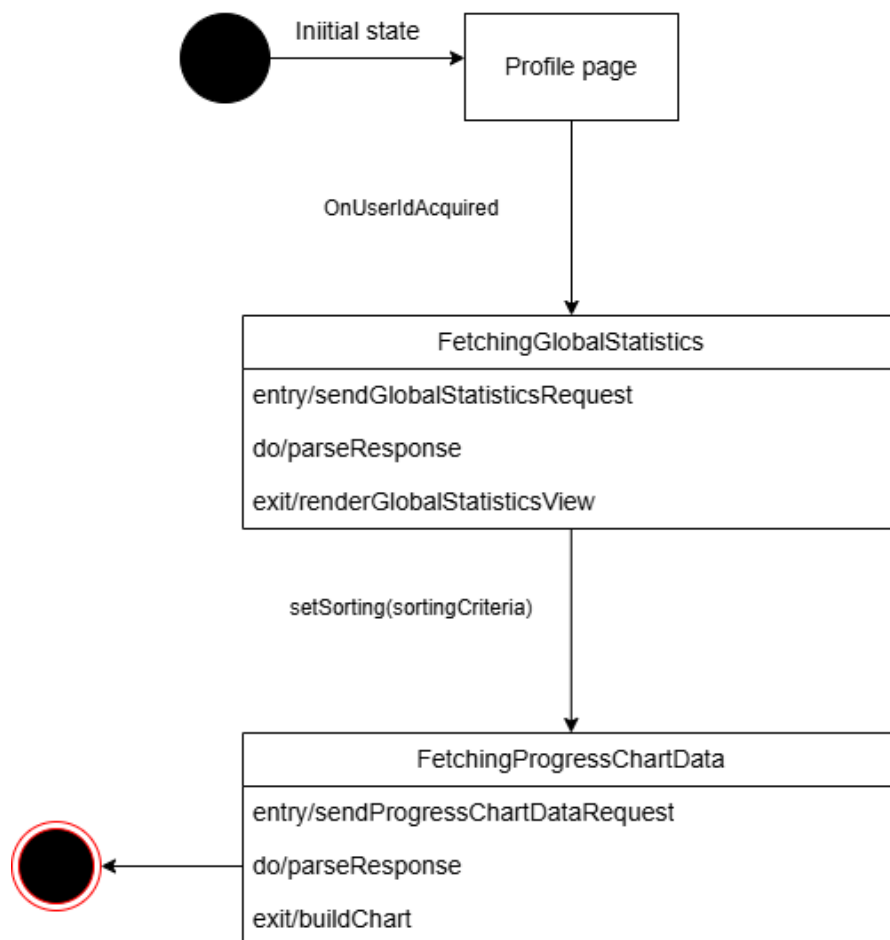 Iniitial state
Profile page
OnUserIdAcquired
FetchingGlobalStatistics
entry/sendGlobalStatisticsRequest
do/parseResponse
exit/renderGlobalStatisticsView
setSorting(sortingCriteria)
FetchingProgressChartData
entry/sendProgressChartDataRequest
do/parseResponse
exit/buildChart